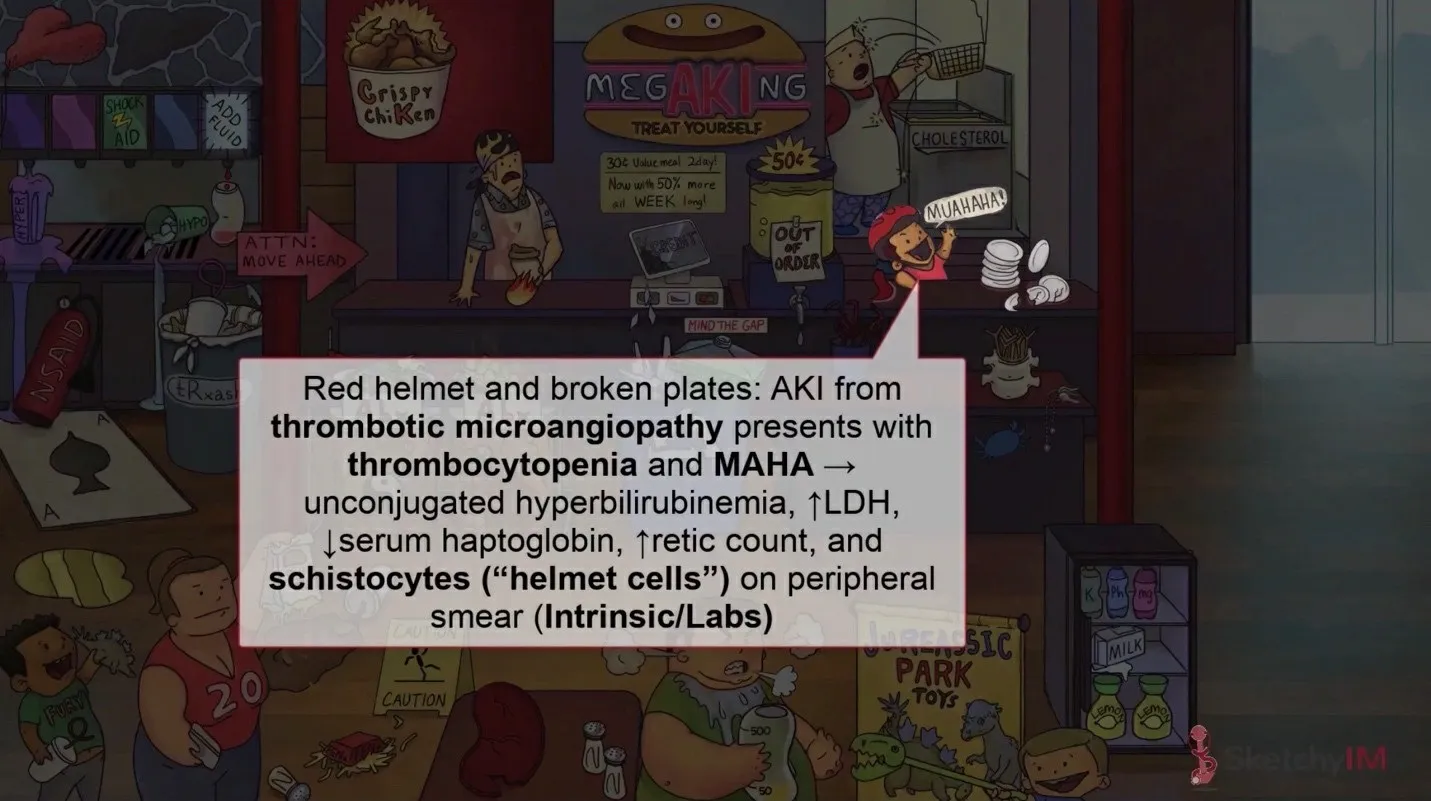 Crispy
ChiKen
MEGAKING
TREAT YOURSELF
SHOCK
AID
ADD
FLUID
CHOLESTEROL
30¢ Value meal 2day!
Now with 50% more
all WEEK long!
50¢
OUT
OF
ORDER
MUAHAHA!
HYPER
HYPO
ATTN:
MOVE AHEAD
CREDIT
MIND THE GAP
NSAID
tRxash
A
A
Red helmet and broken plates: AKI from
thrombotic microangiopathy presents with
thrombocytopenia and MAHA →
unconjugated hyperbilirubinemia, ↑LDH,
↓serum haptoglobin, ↑retic count, and
schistocytes (“helmet cells”) on peripheral
smear (Intrinsic/Labs)
K
Ph
mg
MILK
LEMON
LEMON
CAUTION
CAUTION
20
500
50
JUREASSIC
PARK
TOYS
SketchyIM